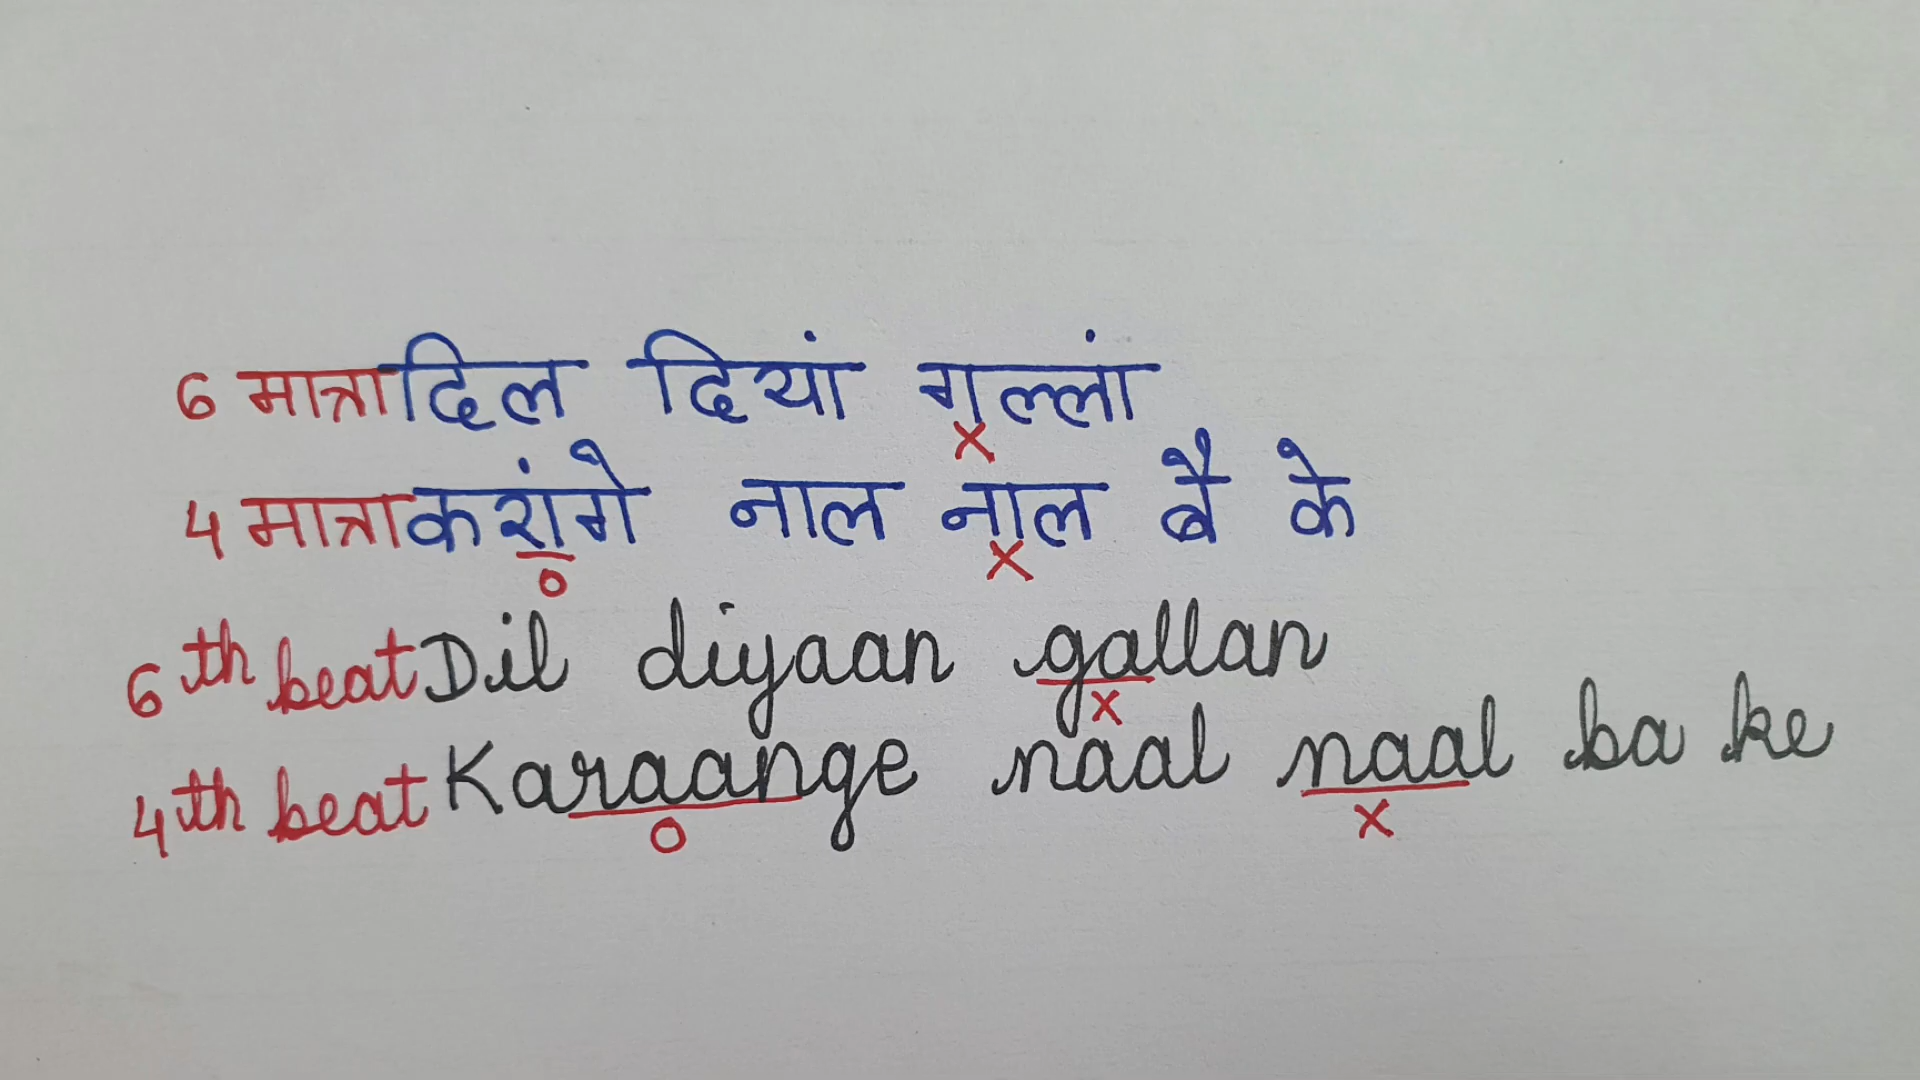 6 मात्रा दिल दियां गल्लां
x
4 मात्रा करांगे नाल नाल बै के
o x
6th beat Dil diyaan gallan
x
4th beat Karaange naal naal ba ke
o x